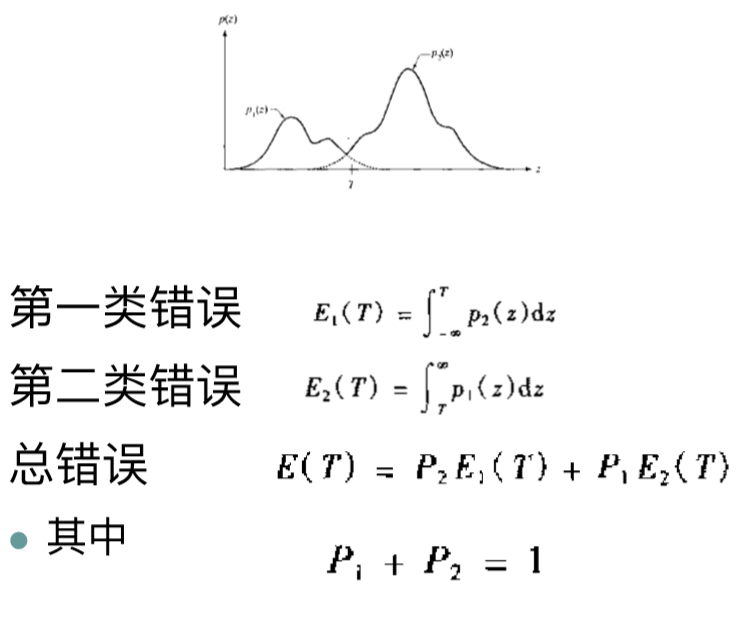 p(z)
p₂(z)
p₁(z)
z
第一类错误 E₁(T) = ∫_{-∞}^{T} p₂(z)dz
第二类错误 E₂(T) = ∫_{T}^{∞} p₁(z)dz
总错误 E(T) = P₂E₁(T) + P₁E₂(T)
其中
P₁ + P₂ = 1